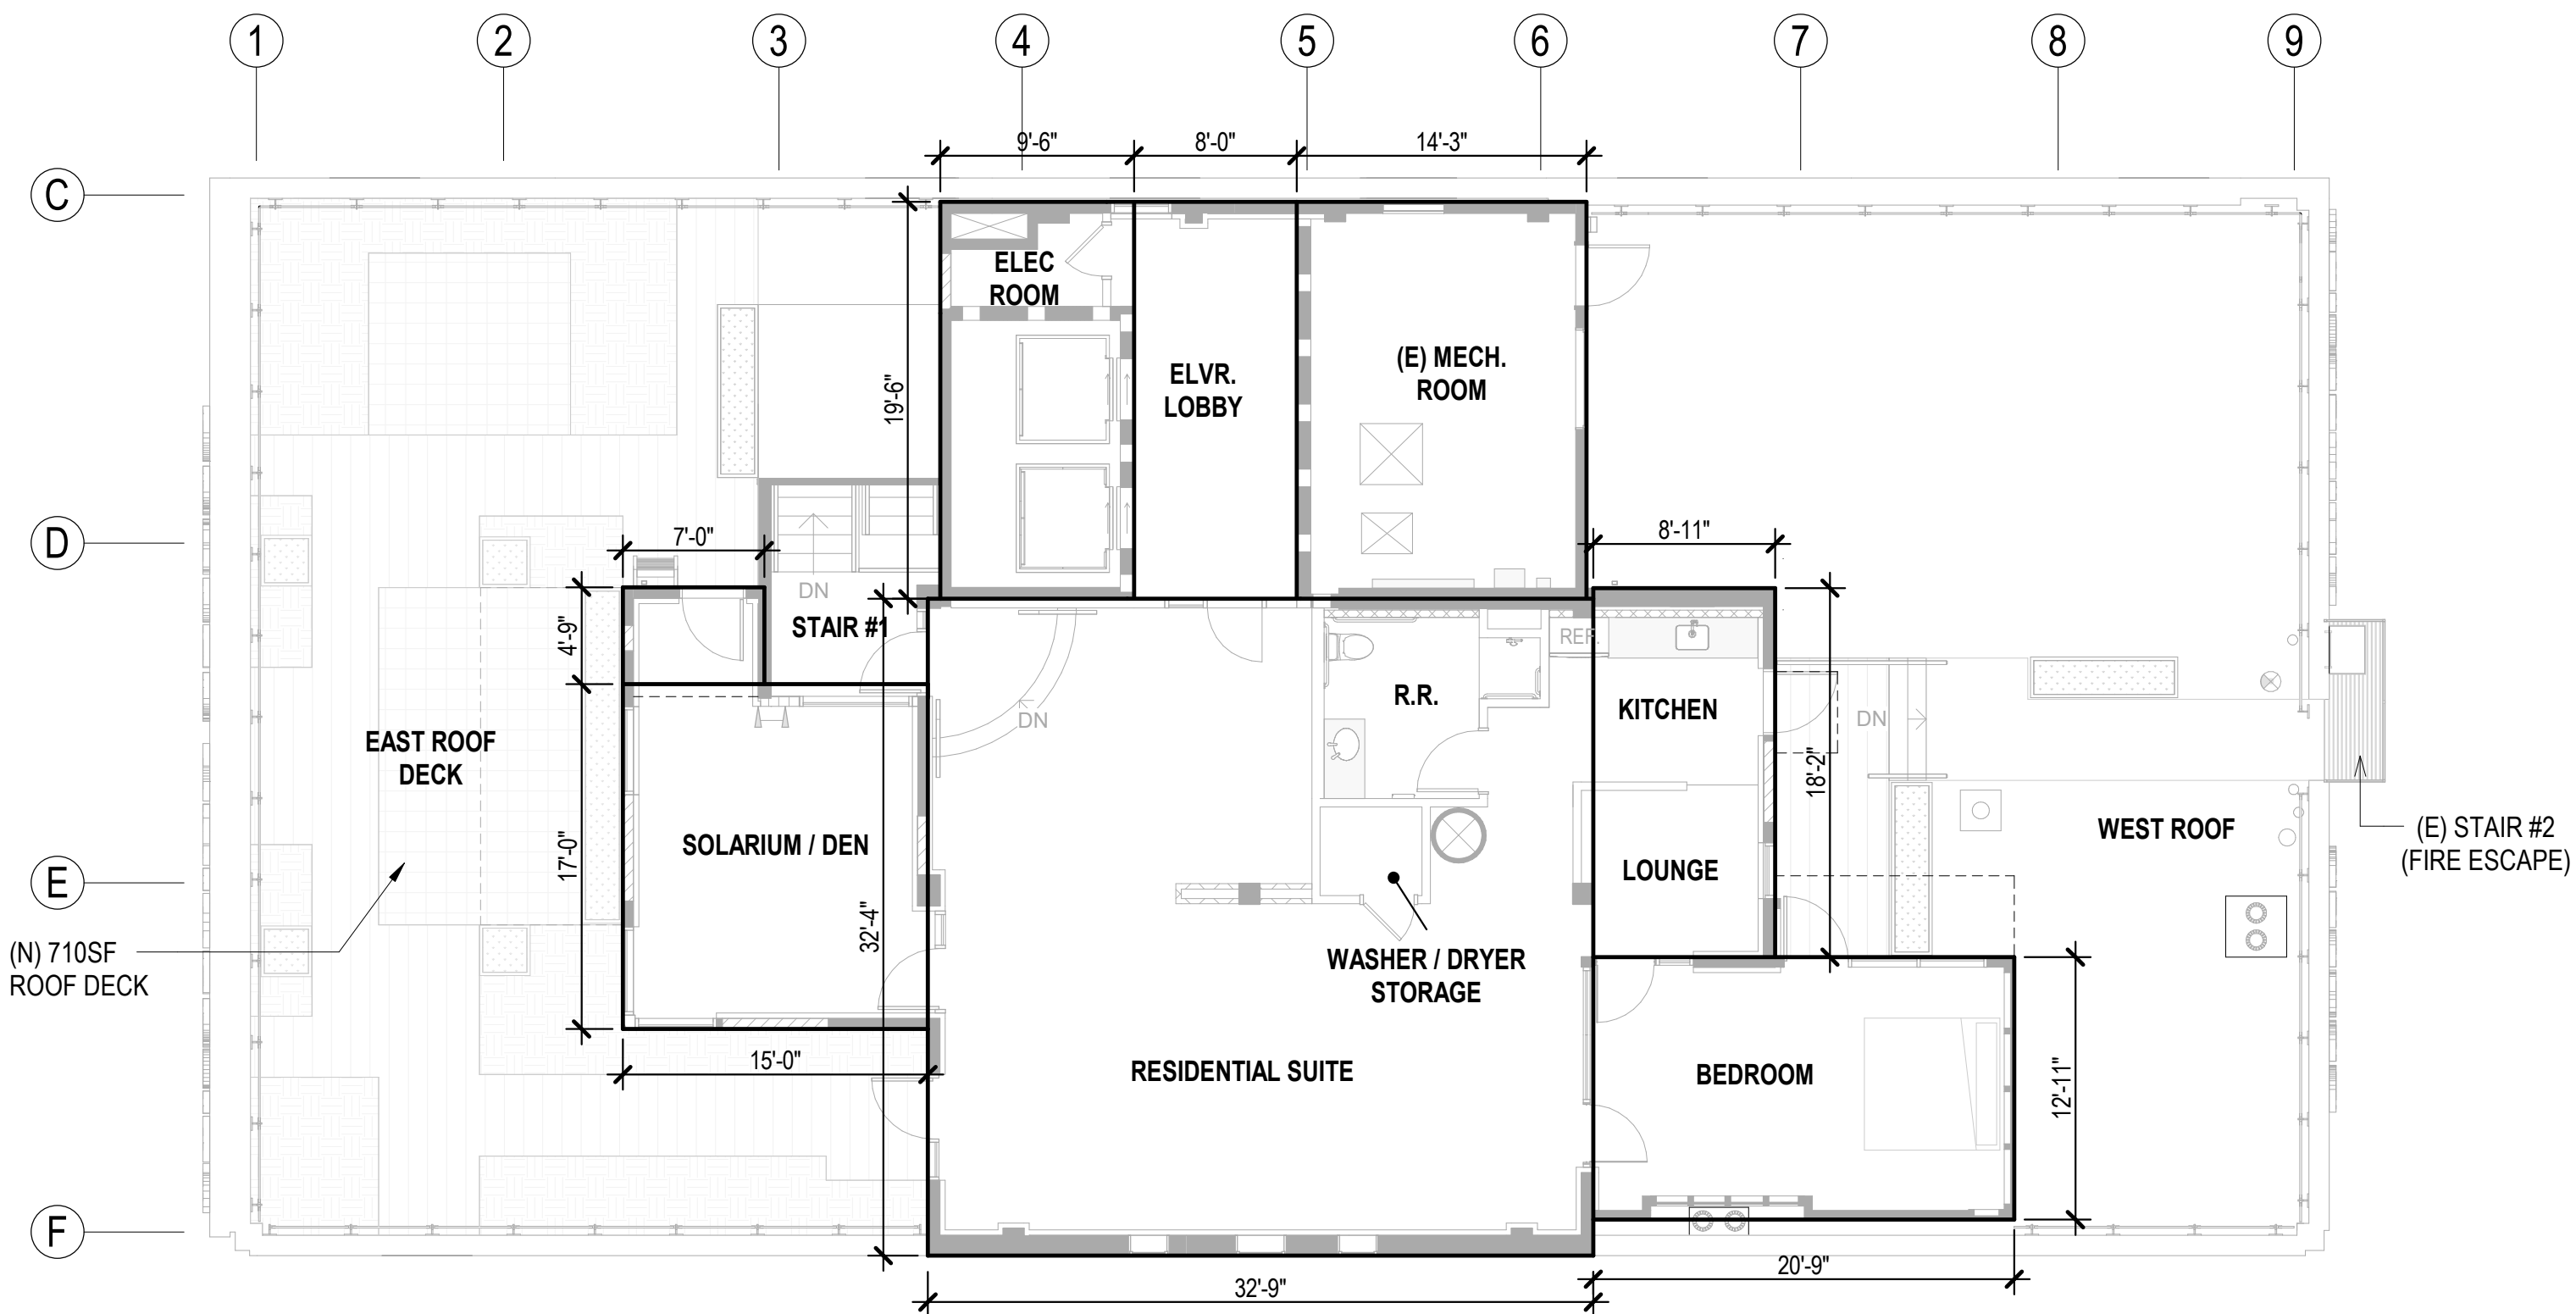 1 2 3 4 5 6 7 8 9
9'-6" 8'-0" 14'-3"
C
ELEC
ROOM
19'-6"
ELVR.
LOBBY
(E) MECH.
ROOM
D
7'-0"
8'-11"
DN
STAIR #1
4'-9"
REF.
R.R.
KITCHEN
DN
DN
EAST ROOF
DECK
18'-2"
SOLARIUM / DEN
17'-0"
WEST ROOF
(E) STAIR #2
(FIRE ESCAPE)
E
LOUNGE
32'-4"
(N) 710SF
ROOF DECK
WASHER / DRYER
STORAGE
15'-0"
RESIDENTIAL SUITE
BEDROOM
12'-11"
F
20'-9"
32'-9"